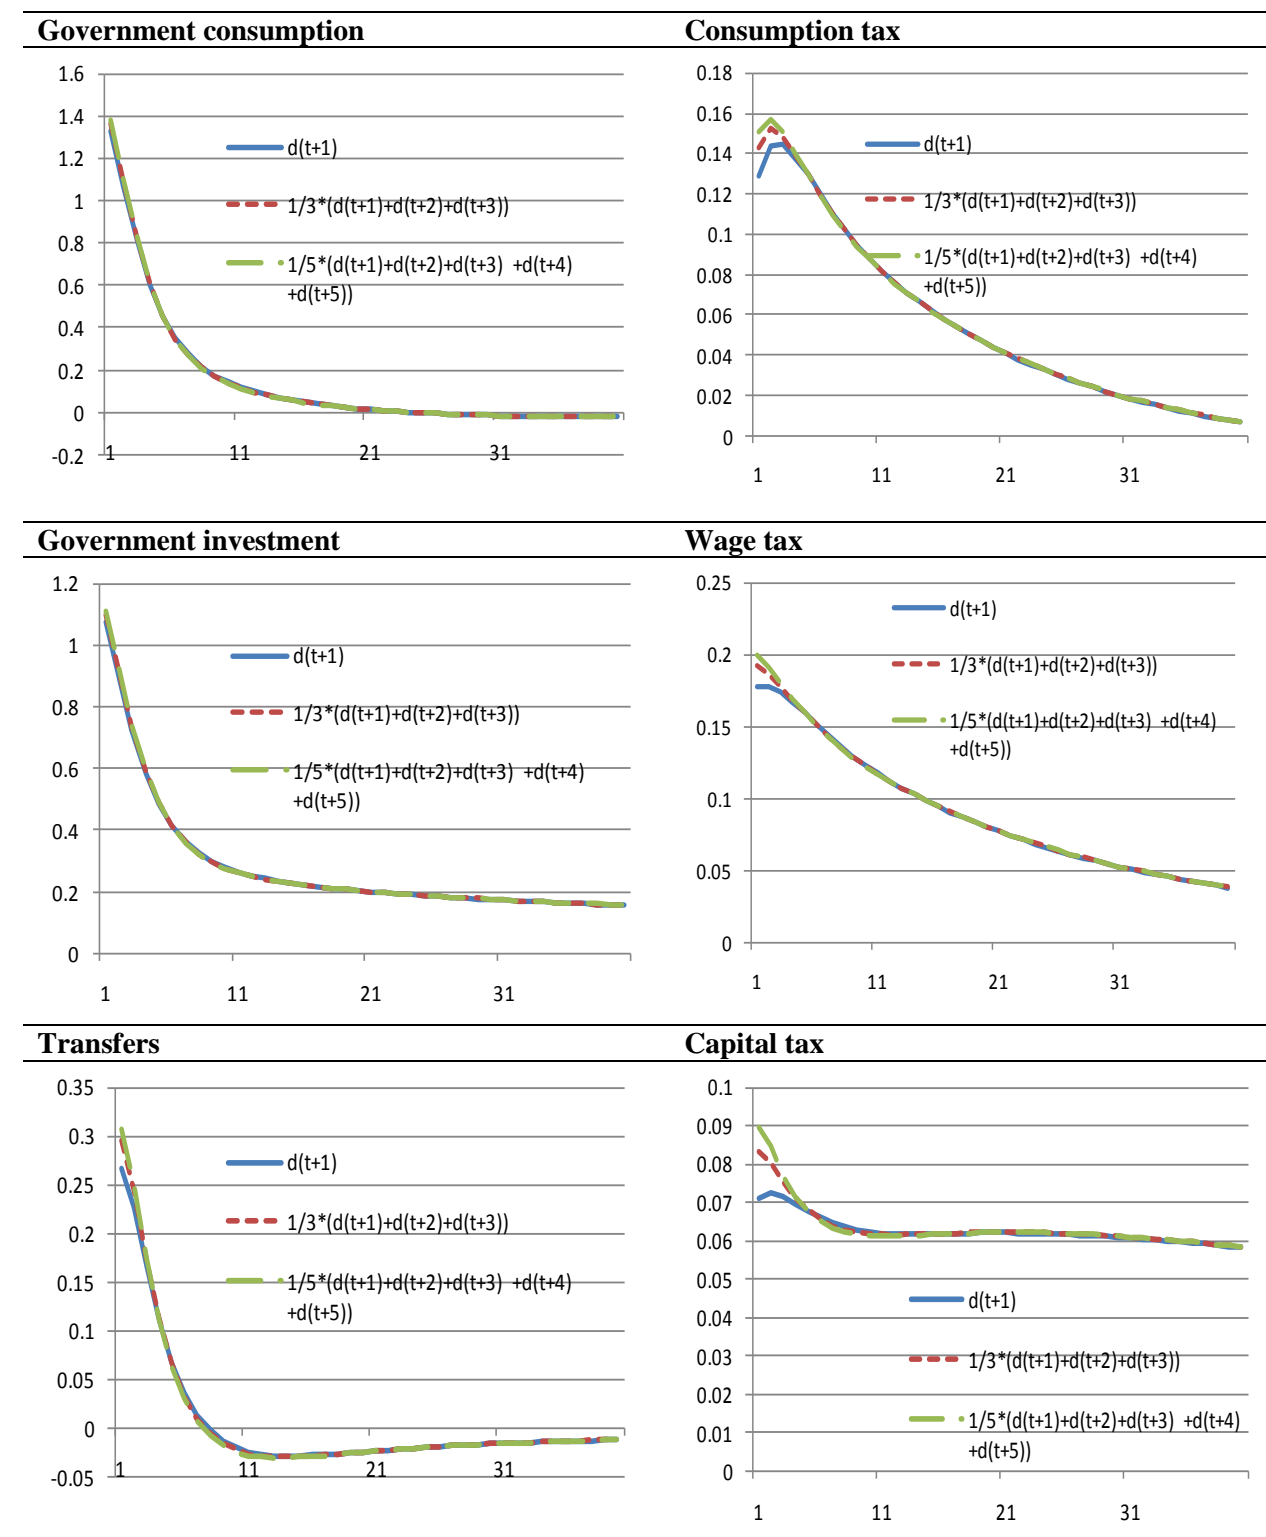 Government consumption
Consumption tax
1.6
1.4
1.2
1
0.8
0.6
0.4
0.2
0
-0.2
1
11
21
31
d(t+1)
1/3*(d(t+1)+d(t+2)+d(t+3))
1/5*(d(t+1)+d(t+2)+d(t+3) +d(t+4)
+d(t+5))
0.18
0.16
0.14
0.12
0.1
0.08
0.06
0.04
0.02
0
1
11
21
31
d(t+1)
1/3*(d(t+1)+d(t+2)+d(t+3))
1/5*(d(t+1)+d(t+2)+d(t+3) +d(t+4)
+d(t+5))
Government investment
Wage tax
1.2
1
0.8
0.6
0.4
0.2
0
1
11
21
31
d(t+1)
1/3*(d(t+1)+d(t+2)+d(t+3))
1/5*(d(t+1)+d(t+2)+d(t+3) +d(t+4)
+d(t+5))
0.25
0.2
0.15
0.1
0.05
0
1
11
21
31
d(t+1)
1/3*(d(t+1)+d(t+2)+d(t+3))
1/5*(d(t+1)+d(t+2)+d(t+3) +d(t+4)
+d(t+5))
Transfers
Capital tax
0.35
0.3
0.25
0.2
0.15
0.1
0.05
0
-0.05
1
11
21
31
d(t+1)
1/3*(d(t+1)+d(t+2)+d(t+3))
1/5*(d(t+1)+d(t+2)+d(t+3) +d(t+4)
+d(t+5))
0.1
0.09
0.08
0.07
0.06
0.05
0.04
0.03
0.02
0.01
0
1
11
21
31
d(t+1)
1/3*(d(t+1)+d(t+2)+d(t+3))
1/5*(d(t+1)+d(t+2)+d(t+3) +d(t+4)
+d(t+5))